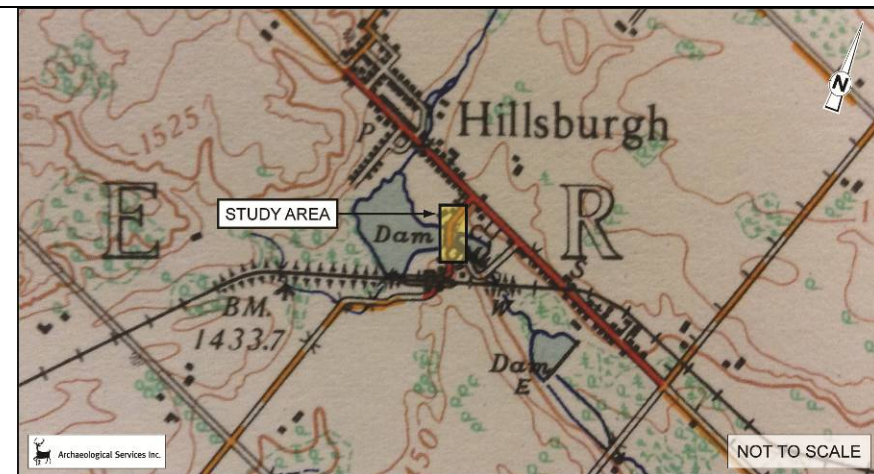 N
1525
Hillsburgh
P
E
STUDY AREA
R
Dam
S
BM.
1433.7
W
Dam
E
Archaeological Services Inc.
NOT TO SCALE